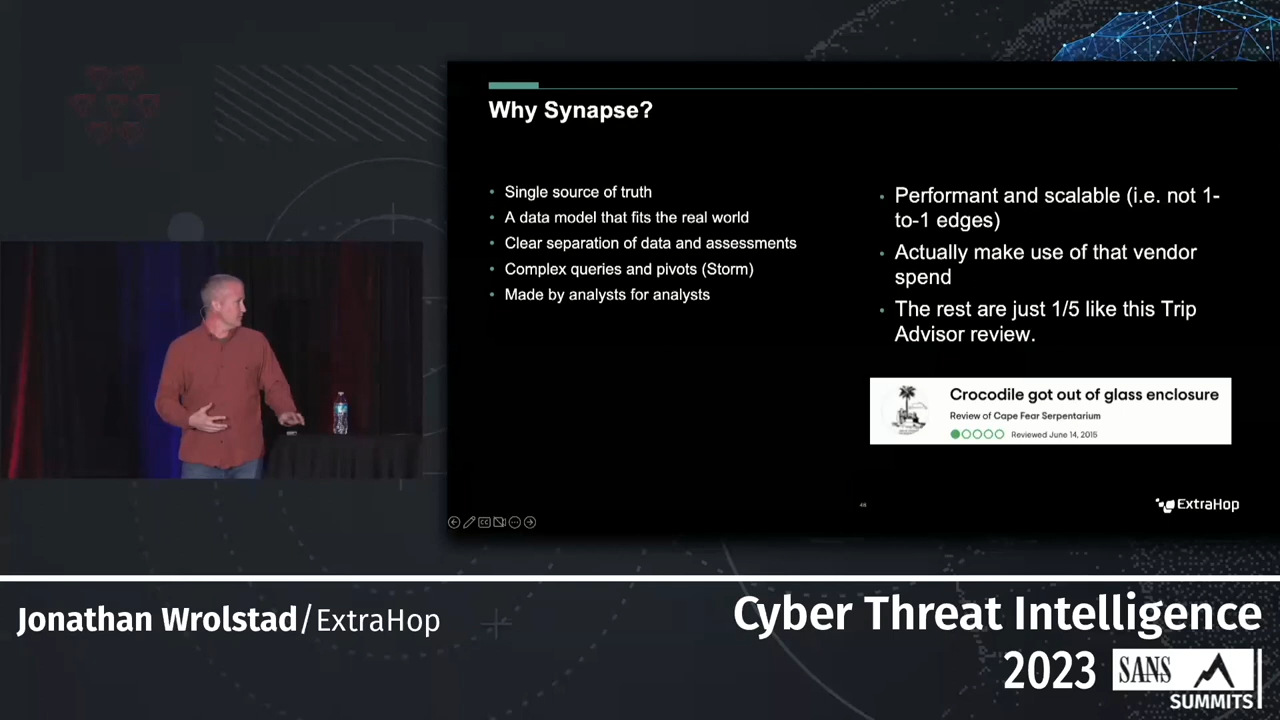 Why Synapse?
• Single source of truth
• A data model that fits the real world
• Clear separation of data and assessments
• Complex queries and pivots (Storm)
• Made by analysts for analysts
• Performant and scalable (i.e. not 1-
to-1 edges)
• Actually make use of that vendor
spend
• The rest are just 1/5 like this Trip
Advisor review.
Crocodile got out of glass enclosure
Review of Cape Fear Serpentarium
Reviewed June 14, 2015
ExtraHop
Jonathan Wrolstad/ExtraHop
Cyber Threat Intelligence
2023
SANS
SUMMITS